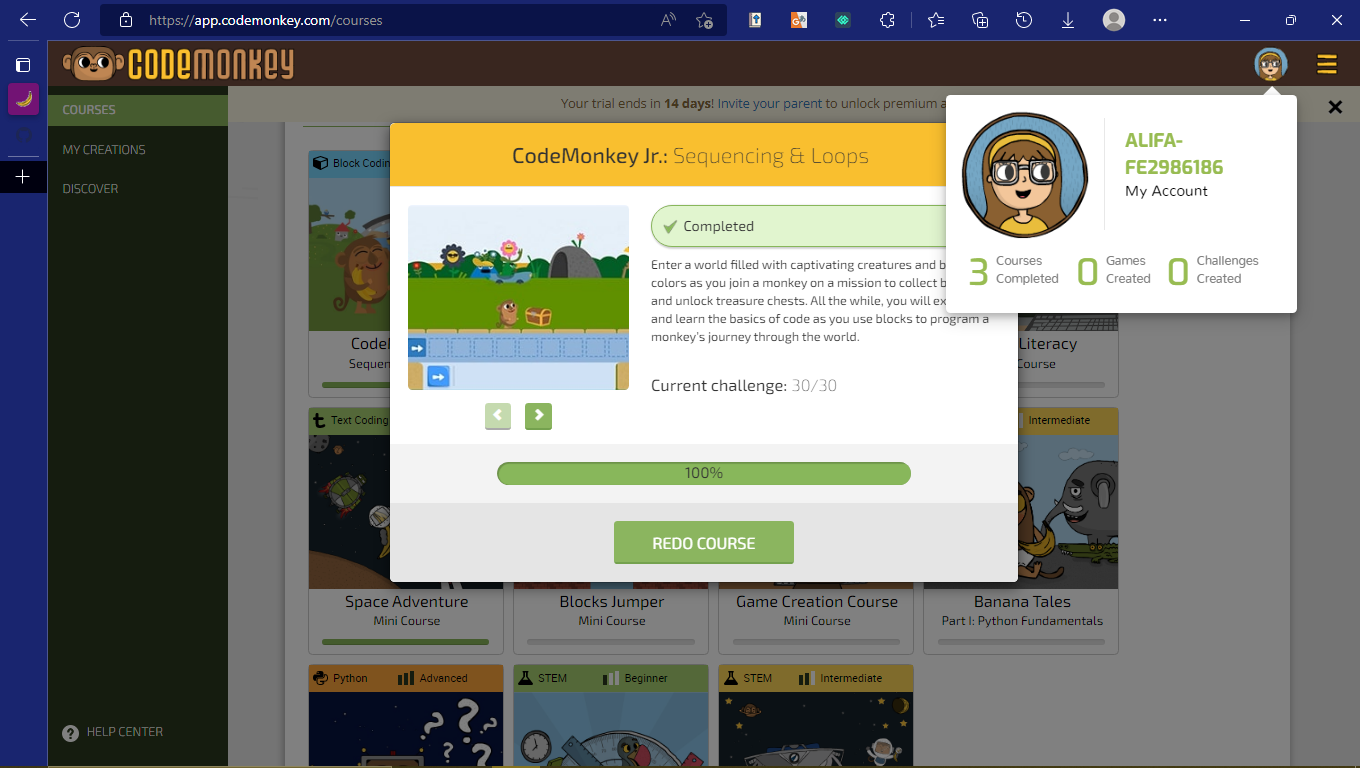 https://app.codemonkey.com/courses
CODEMONKEY
COURSES
MY CREATIONS
DISCOVER
HELP CENTER
Your trial ends in 14 days! Invite your parent to unlock premium
ALIFA-
FE2986186
My Account
3 Courses Completed
0 Games Created
0 Challenges Created
CodeMonkey Jr.: Sequencing & Loops
Completed
Enter a world filled with captivating creatures and
colors as you join a monkey on a mission to collect
and unlock treasure chests. All the while, you will
and learn the basics of code as you use blocks to program a
monkey's journey through the world.
Current challenge: 30/30
100%
REDO COURSE
Block
Literacy
Text Coding
Intermediate
Space Adventure
Mini Course
Blocks Jumper
Mini Course
Game Creation Course
Mini Course
Banana Tales
Part I: Python Fundamentals
Python Advanced
STEM Beginner
STEM Intermediate